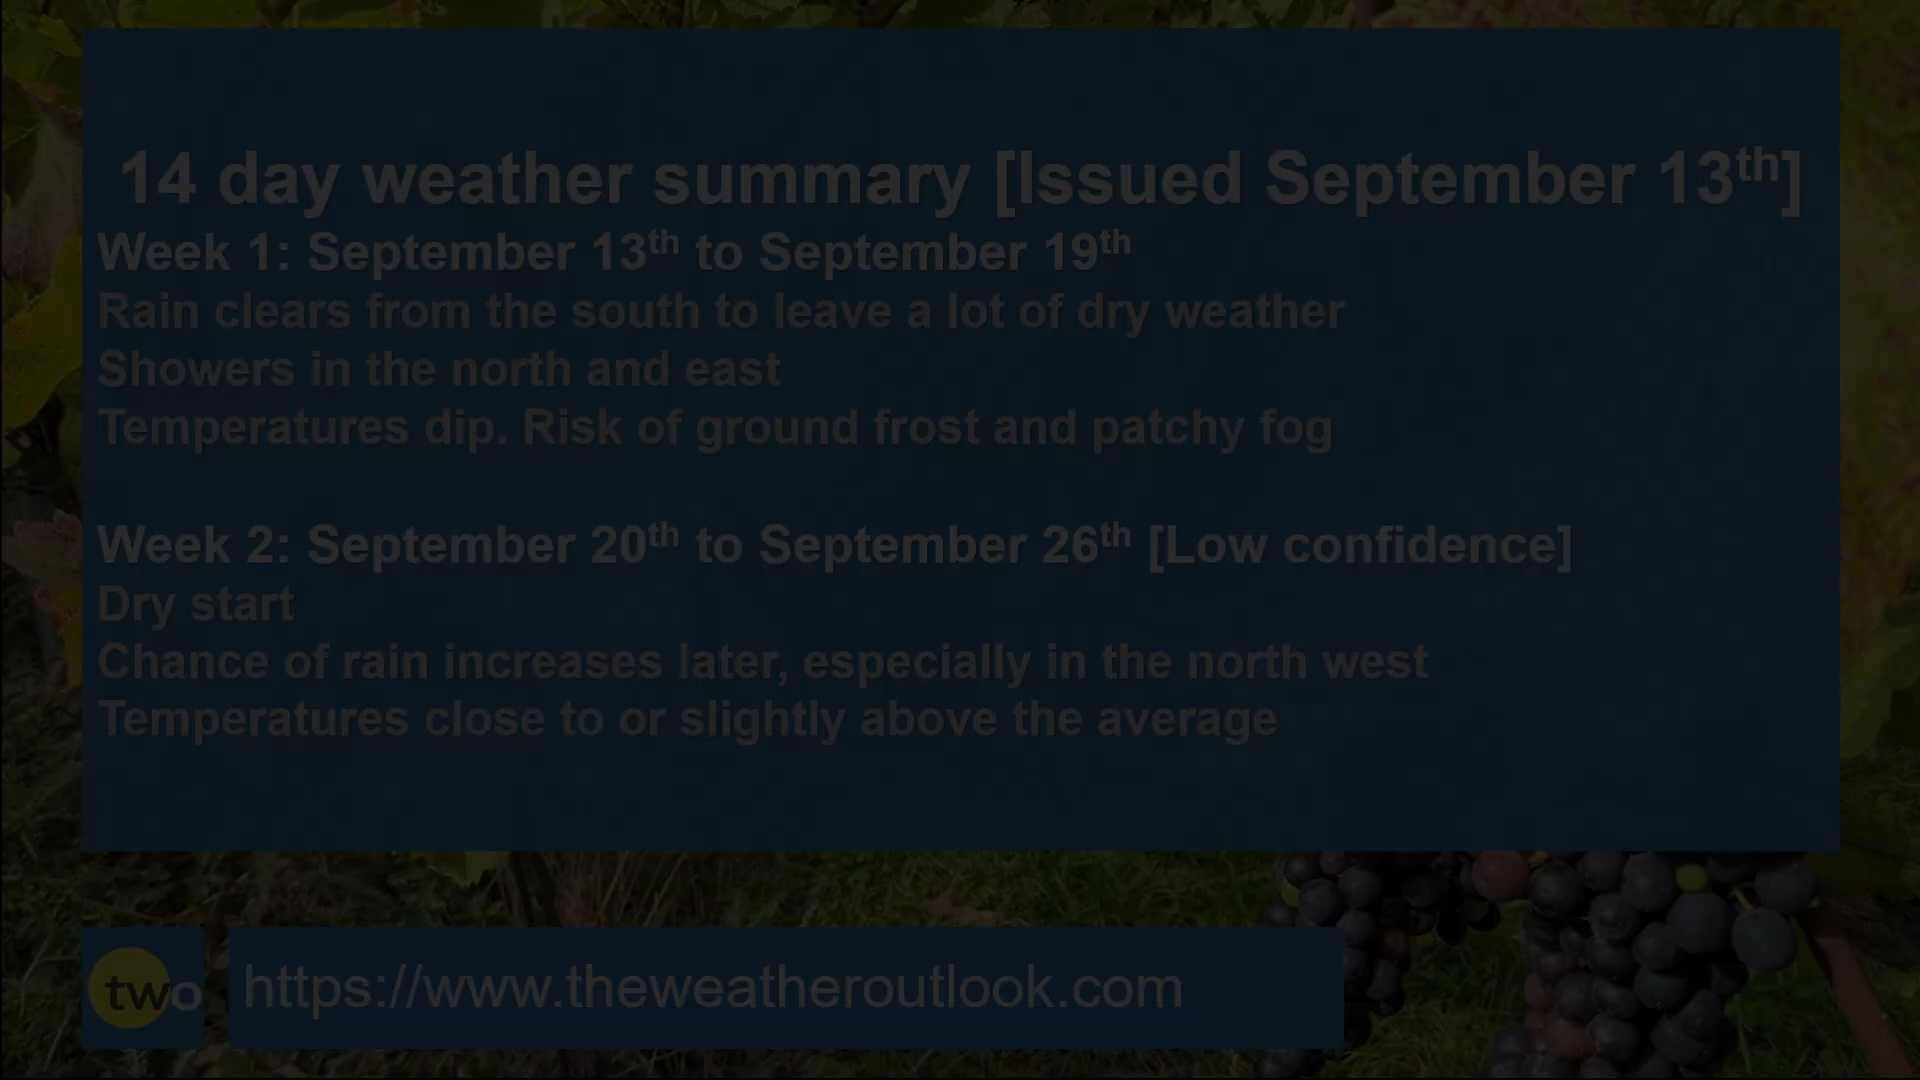 14 day weather summary [Issued September 13th]
Week 1: September 13th to September 19th
Rain clears from the south to leave a lot of dry weather
Showers in the north and east
Temperatures dip. Risk of ground frost and patchy fog
Week 2: September 20th to September 26th [Low confidence]
Dry start
Chance of rain increases later, especially in the north west
Temperatures close to or slightly above the average
two
https://www.theweatheroutlook.com